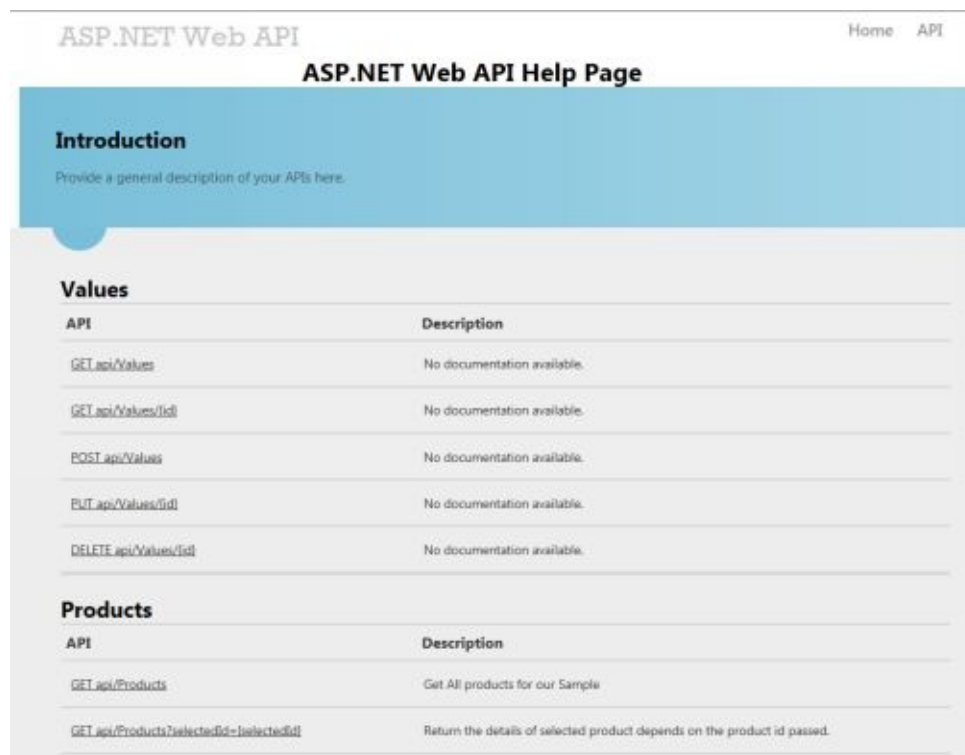 ASP.NET Web API
Home API
ASP.NET Web API Help Page
Introduction
Provide a general description of your APIs here.
Values
API Description
GET api/Values No documentation available.
GET api/Values/{id} No documentation available.
POST api/Values No documentation available.
PUT api/Values/{id} No documentation available.
DELETE api/Values/{id} No documentation available.
Products
API Description
GET api/Products Get All products for our Sample
GET api/Products?selectedId={selectedId} Return the details of selected product depends on the product id passed.